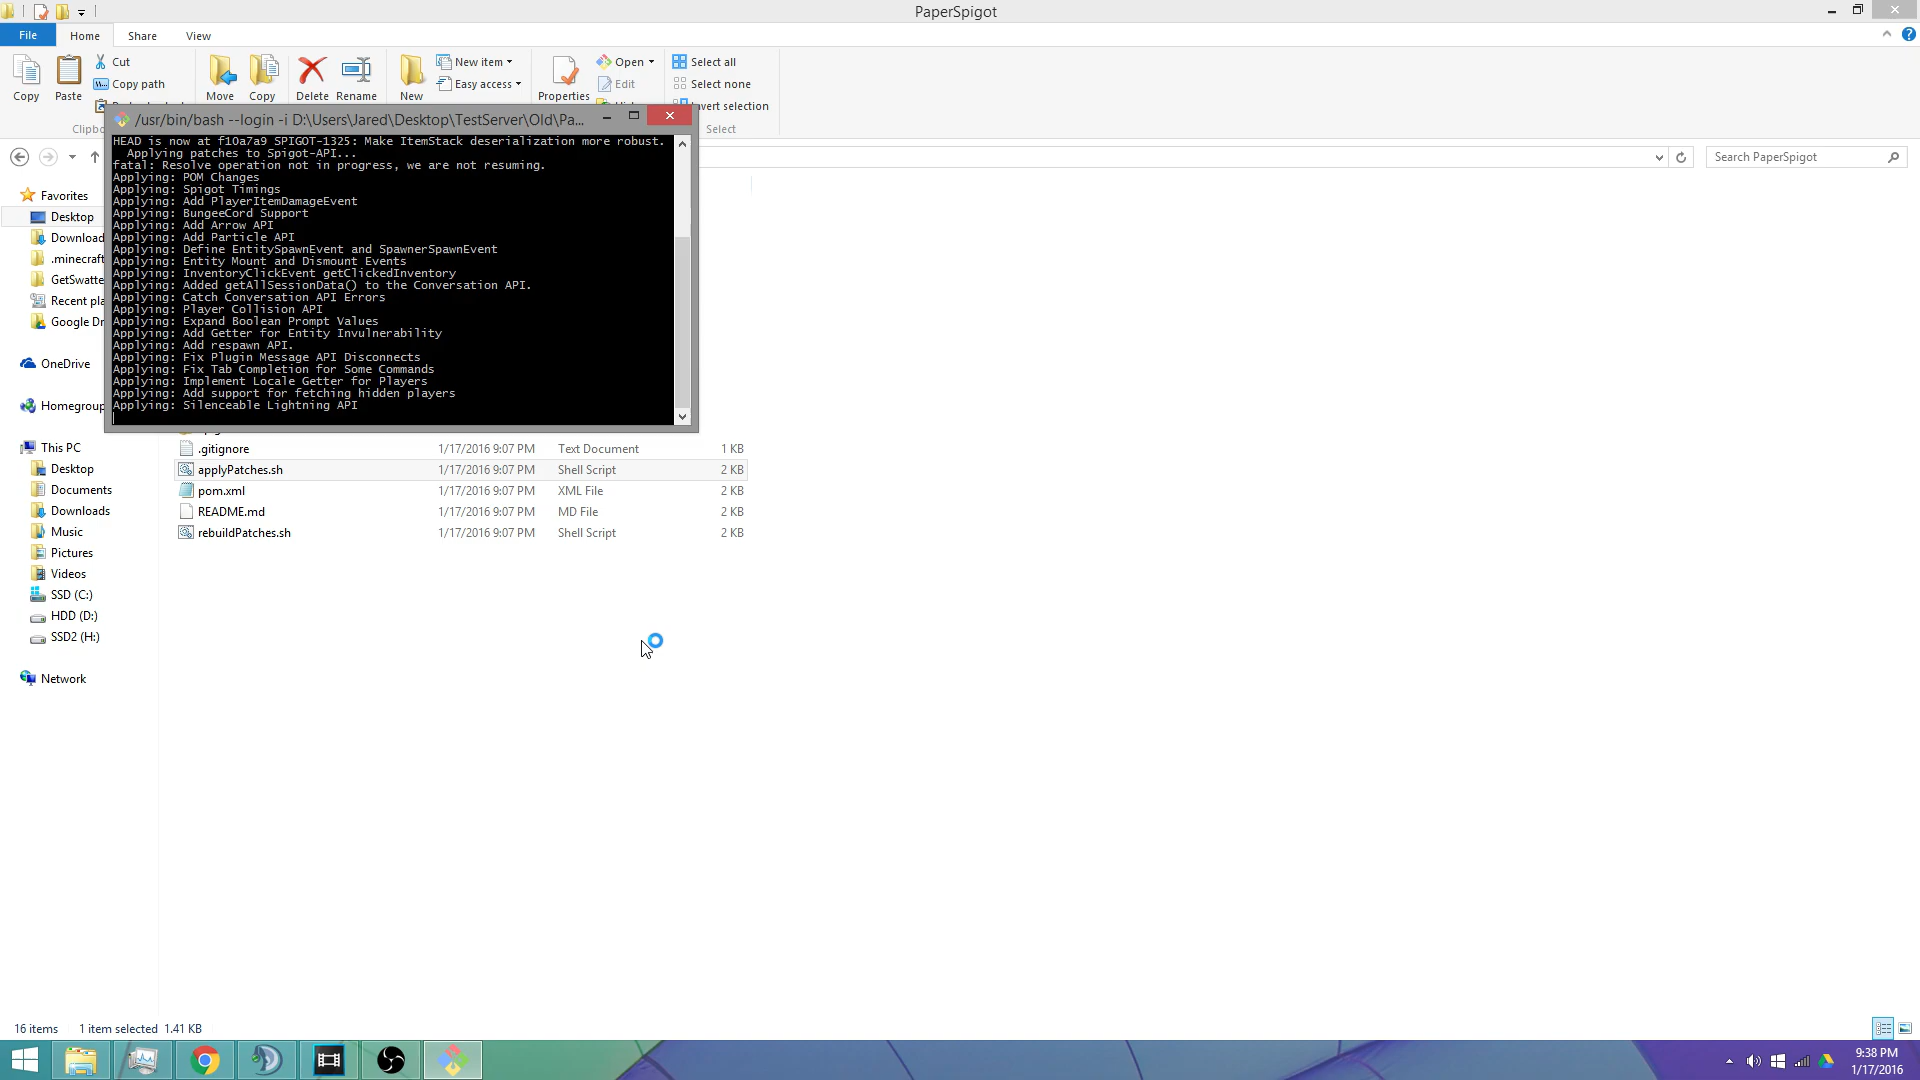 PaperSpigot
File
Home
Share
View
Copy
Paste
Cut
Copy path
Move
Copy
Delete
Rename
New
New item
Easy access
Properties
Open
Edit
Select all
Select none
Invert selection
Clipb
Select
/usr/bin/bash --login -i D:\Users\Jared\Desktop\TestServer\Old\Pa...
Search PaperSpigot
HEAD is now at f10a7a9 SPIGOT-1325: Make ItemStack deserialization more robust.
Applying patches to Spigot-API...
fatal: Resolve operation not in progress, we are not resuming.
Applying: POM Changes
Applying: Spigot Timings
Applying: Add PlayerItemDamageEvent
Applying: BungeeCord Support
Applying: Add Arrow API
Applying: Add Particle API
Applying: Define EntitySpawnEvent and SpawnerSpawnEvent
Applying: Entity Mount and Dismount Events
Applying: InventoryClickEvent getClickedInventory
Applying: Added getAllSessionData() to the Conversation API.
Applying: Catch Conversation API Errors
Applying: Player Collision API
Applying: Expand Boolean Prompt Values
Applying: Add Getter for Entity Invulnerability
Applying: Add respawn API.
Applying: Fix Plugin Message API Disconnects
Applying: Fix Tab Completion for Some Commands
Applying: Implement Locale Getter for Players
Applying: Add support for fetching hidden players
Applying: Silenceable Lightning API
Favorites
Desktop
Download
.minecraft
GetSwatte
Recent pla
Google Dr
OneDrive
Homegroup
This PC
Desktop
Documents
Downloads
Music
Pictures
Videos
SSD (C:)
HDD (D:)
SSD2 (H:)
Network
.gitignore 1/17/2016 9:07 PM Text Document 1 KB
applyPatches.sh 1/17/2016 9:07 PM Shell Script 2 KB
pom.xml 1/17/2016 9:07 PM XML File 2 KB
README.md 1/17/2016 9:07 PM MD File 2 KB
rebuildPatches.sh 1/17/2016 9:07 PM Shell Script 2 KB
16 items 1 item selected 1.41 KB
9:38 PM
1/17/2016